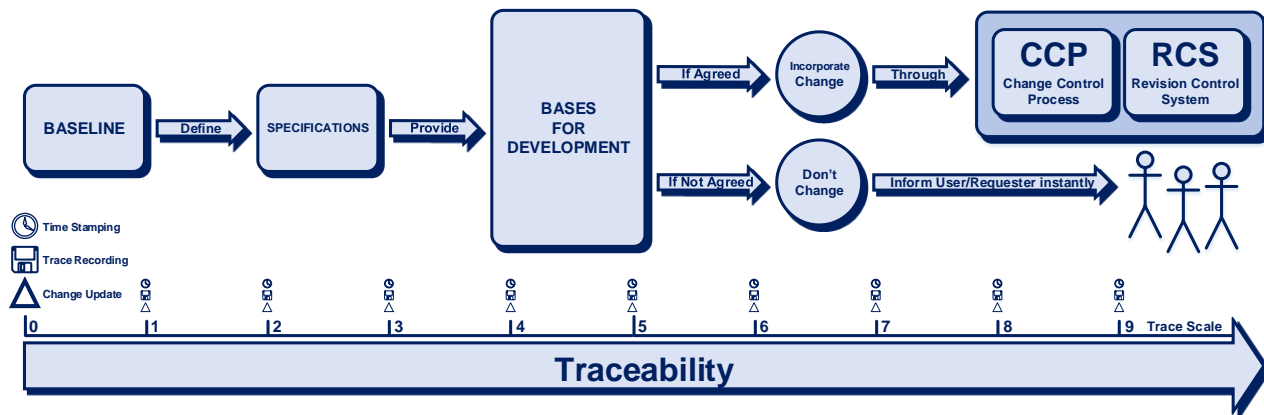 BASELINE
Define
SPECIFICATIONS
Provide
BASES
FOR
DEVELOPMENT
If Agreed
Incorporate
Change
Through
CCP
Change Control
Process
RCS
Revision Control
System
If Not Agreed
Don't
Change
Inform User/Requester instantly
Time Stamping
Trace Recording
Change Update
0 1 2 3 4 5 6 7 8 9 Trace Scale
Traceability